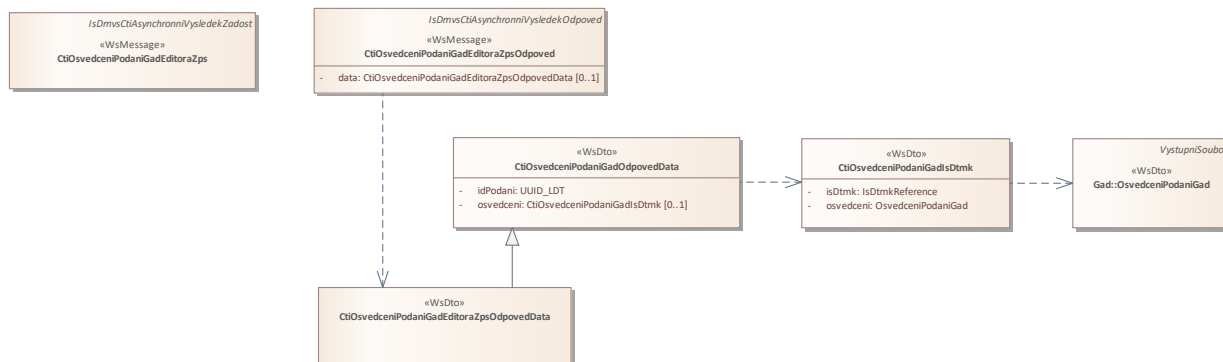 IsDmvsCtiAsynchronniVysledekZadost
«WsMessage»
CtiOsvedceniPodaniGadEditoraZps
IsDmvsCtiAsynchronniVysledekOdpoved
«WsMessage»
CtiOsvedceniPodaniGadEditoraZpsOdpoved
- data: CtiOsvedceniPodaniGadEditoraZpsOdpovedData [0..1]
«WsDto»
CtiOsvedceniPodaniGadOdpovedData
- idPodani: UUID_LDT
- osvedceni: CtiOsvedceniPodaniGadIsDtmk [0..1]
«WsDto»
CtiOsvedceniPodaniGadIsDtmk
- isDtmk: IsDtmkReference
- osvedceni: OsvedceniPodaniGad
VystupniSoubo
«WsDto»
Gad::OsvedceniPodaniGad
«WsDto»
CtiOsvedceniPodaniGadEditoraZpsOdpovedData